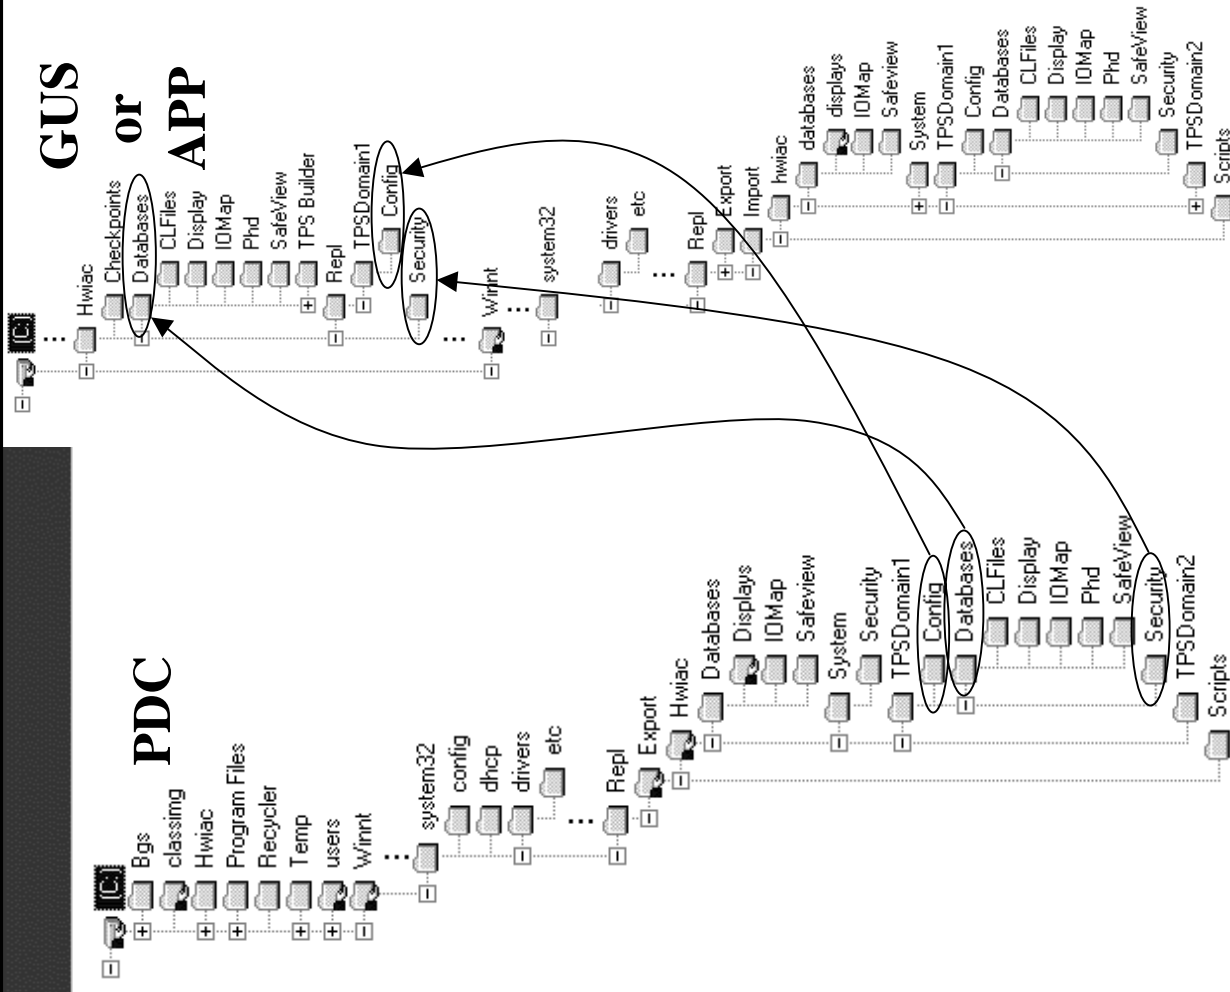 PDC
[C:]
Bgs
classimg
Hwiac
Program Files
Recycler
Temp
users
Winnt
...
system32
config
dhcp
drivers
etc
...
Repl
Export
Hwiac
Databases
Displays
IOMap
Safeview
System
Security
TPSDomain1
Config
Databases
CLFiles
Display
IOMap
Phd
SafeView
Security
TPSDomain2
Scripts
GUS
or
APP
[C:]
...
Hwiac
Checkpoints
Databases
CLFiles
Display
IOMap
Phd
SafeView
TPS Builder
Repl
TPSDomain1
Config
Security
...
Winnt
...
system32
drivers
etc
...
Repl
Export
Import
hwiac
databases
displays
IOMap
Safeview
System
TPSDomain1
Config
Databases
CLFiles
Display
IOMap
Phd
SafeView
Security
TPSDomain2
Scripts